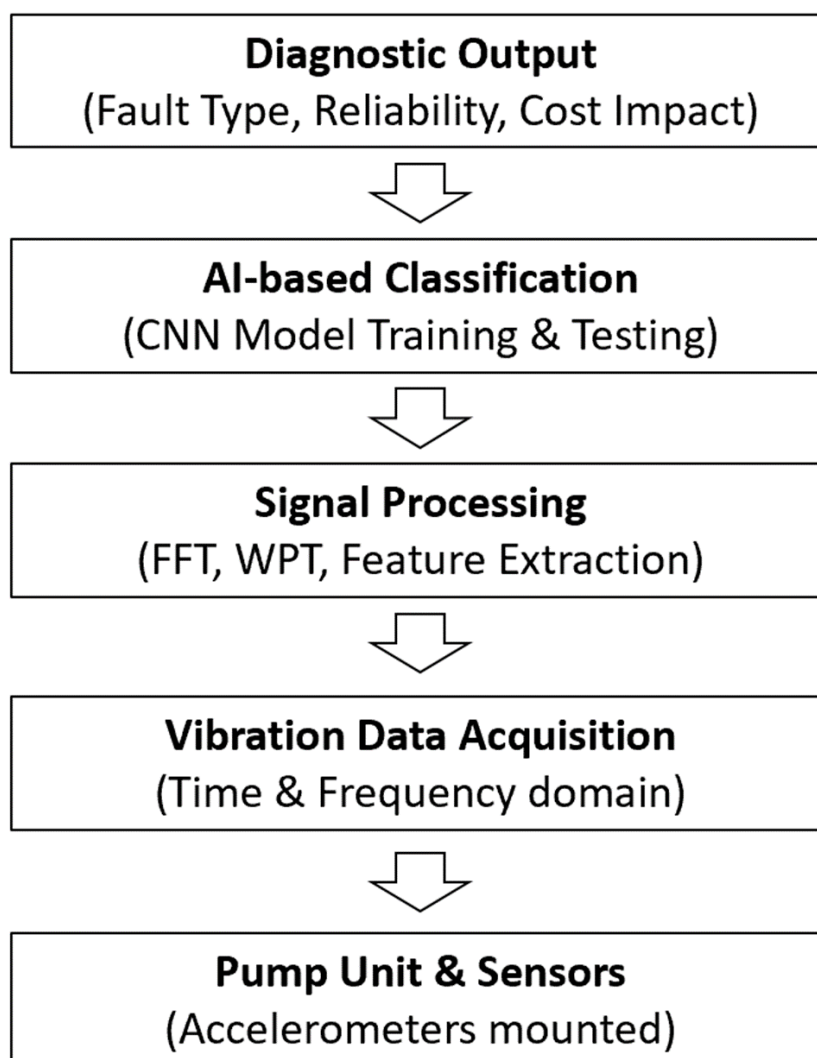 Diagnostic Output
(Fault Type, Reliability, Cost Impact)
AI-based Classification
(CNN Model Training & Testing)
Signal Processing
(FFT, WPT, Feature Extraction)
Vibration Data Acquisition
(Time & Frequency domain)
Pump Unit & Sensors
(Accelerometers mounted)